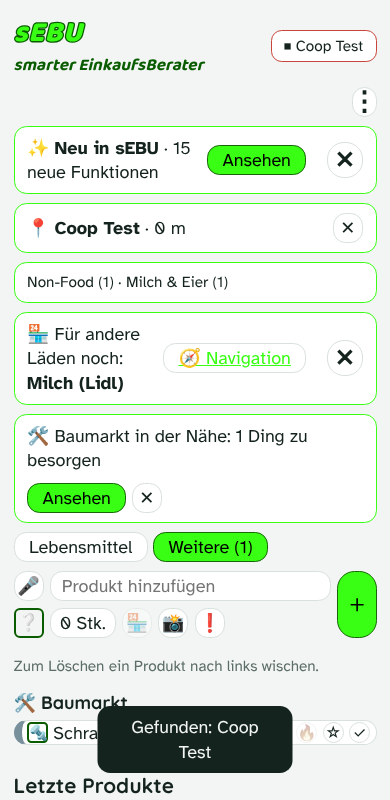 sEBU
smarter EinkaufsBerater
Coop Test
✨ Neu in sEBU · 15
neue Funktionen
Ansehen
✕
📍 Coop Test · 0 m
✕
Non-Food (1) · Milch & Eier (1)
🏪 Für andere
Läden noch:
Milch (Lidl)
🧭 Navigation
✕
🛠️ Baumarkt in der Nähe: 1 Ding zu
besorgen
Ansehen
✕
Lebensmittel
Weitere (1)
Produkt hinzufügen
+
0 Stk.
Zum Löschen ein Produkt nach links wischen.
🛠️ Baumarkt
Gefunden: Coop
Test
Letzte Produkte